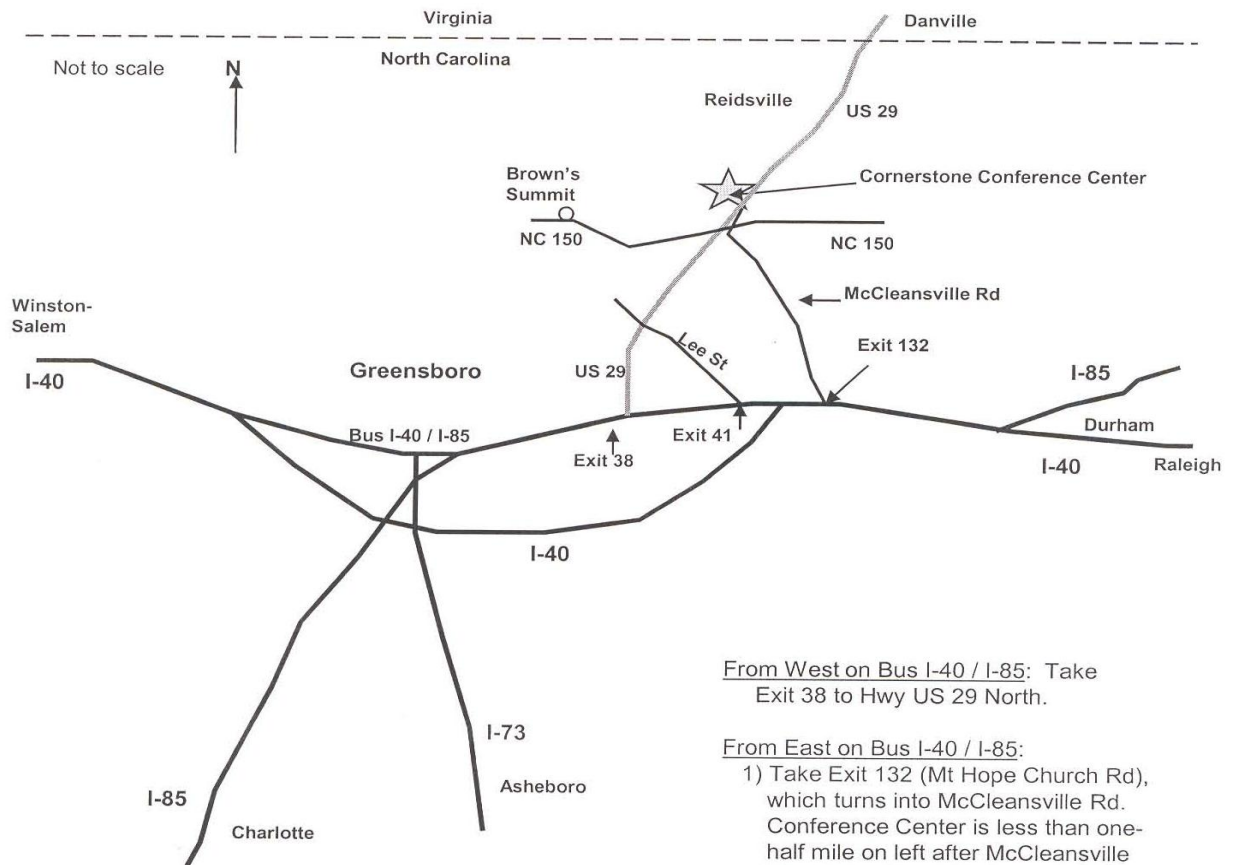 Virginia
Danville
North Carolina
Not to scale
N
Reidsville
US 29
Brown's
Summit
Cornerstone Conference Center
NC 150
NC 150
McCleansville Rd
Winston-
Salem
I-40
Greensboro
US 29
Lee St
Exit 132
I-85
Durham
Bus I-40 / I-85
Exit 38
Exit 41
I-40
Raleigh
I-40
I-73
Asheboro
I-85
Charlotte
From West on Bus I-40 / I-85: Take
Exit 38 to Hwy US 29 North.
From East on Bus I-40 / I-85:
1) Take Exit 132 (Mt Hope Church Rd),
which turns into McCleansville Rd.
Conference Center is less than one-
half mile on left after McCleansville